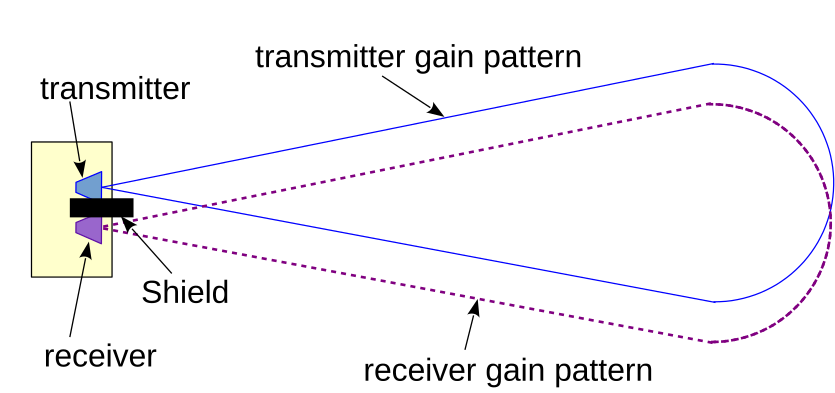 transmitter gain pattern
transmitter
Shield
receiver
receiver gain pattern